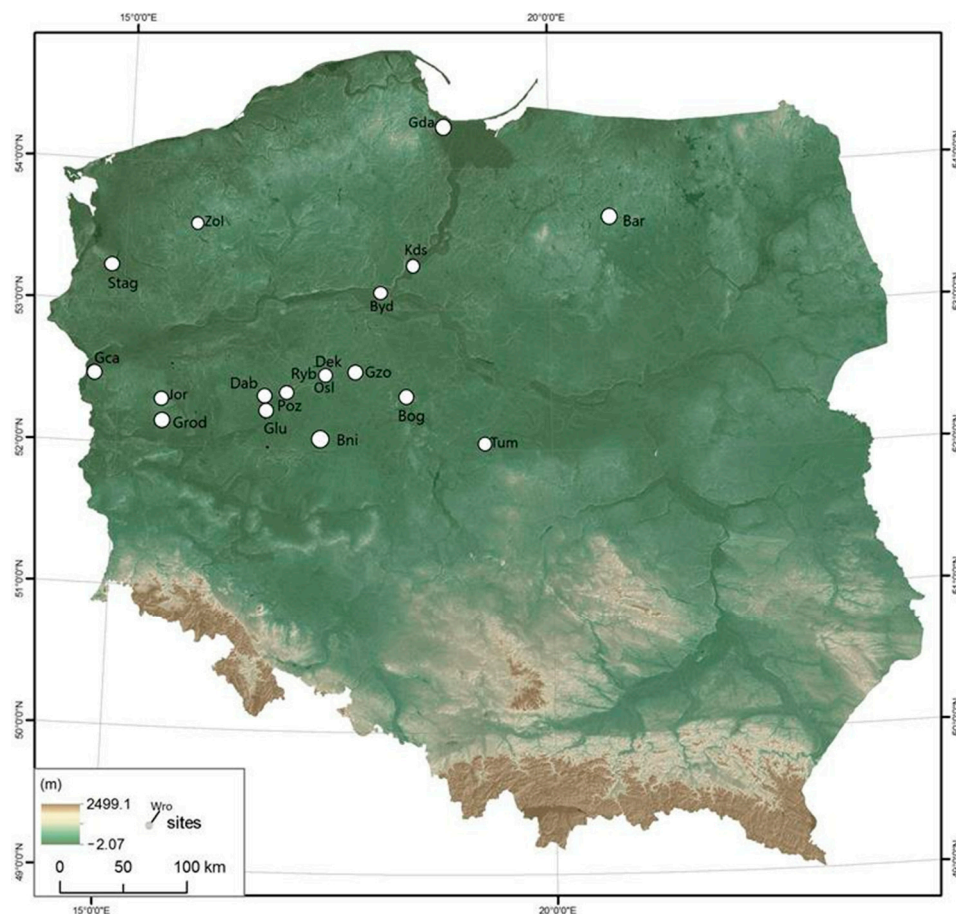 15°0'0"E 20°0'0"E
Gda
54°0'0"N 54°0'0"N
Zol Bar
Kds
Stag
53°0'0"N 53°0'0"N
Byd
Gca
Dek
Ryb Gzo
Osl
Dab
Jor
Poz
Bog
Grod Glu
52°0'0"N 52°0'0"N
Bni Tum
51°0'0"N 51°0'0"N
50°0'0"N 50°0'0"N
(m)
2499.1
Wro
sites
-2.07
0 50 100 km
49°0'0"N 49°0'0"N
15°0'0"E 20°0'0"E